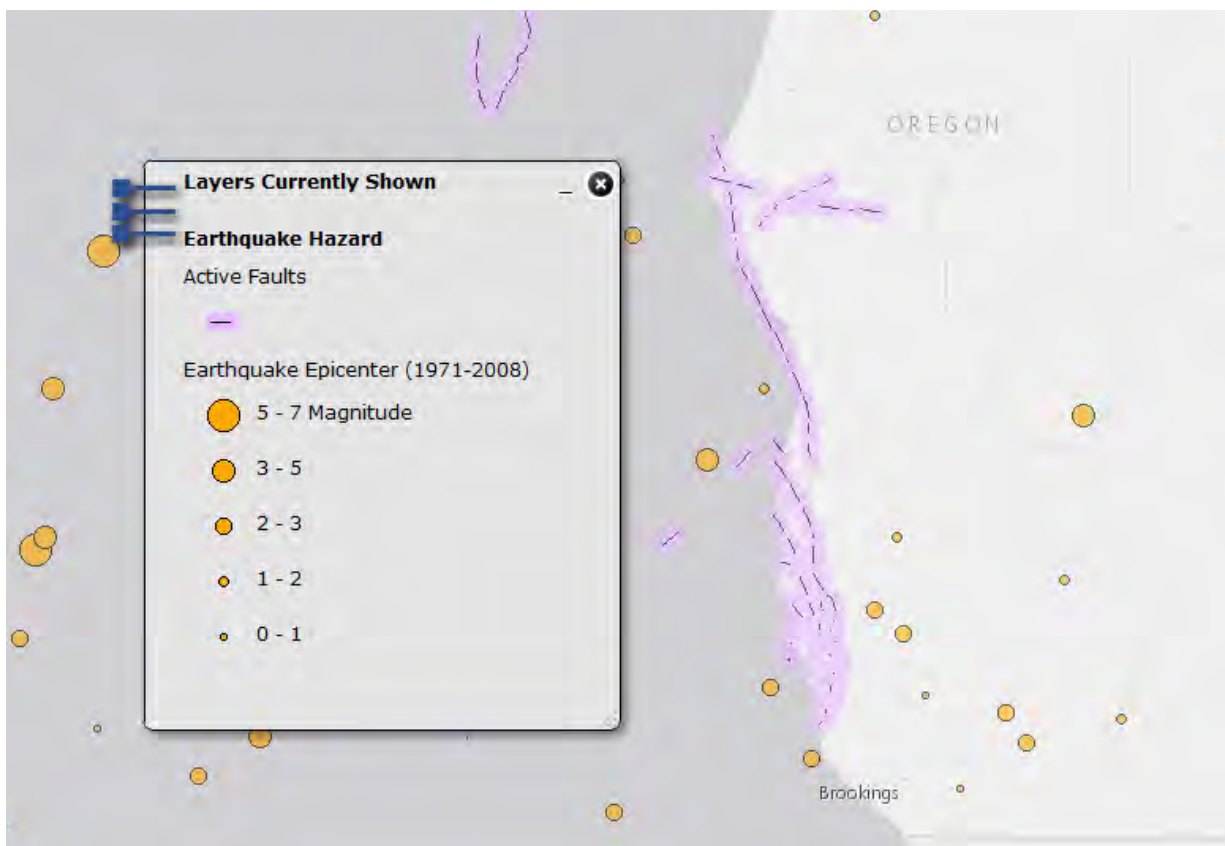 OREGON
Layers Currently Shown
Earthquake Hazard
Active Faults
Earthquake Epicenter (1971-2008)
5 - 7 Magnitude
3 - 5
2 - 3
1 - 2
0 - 1
Brookings